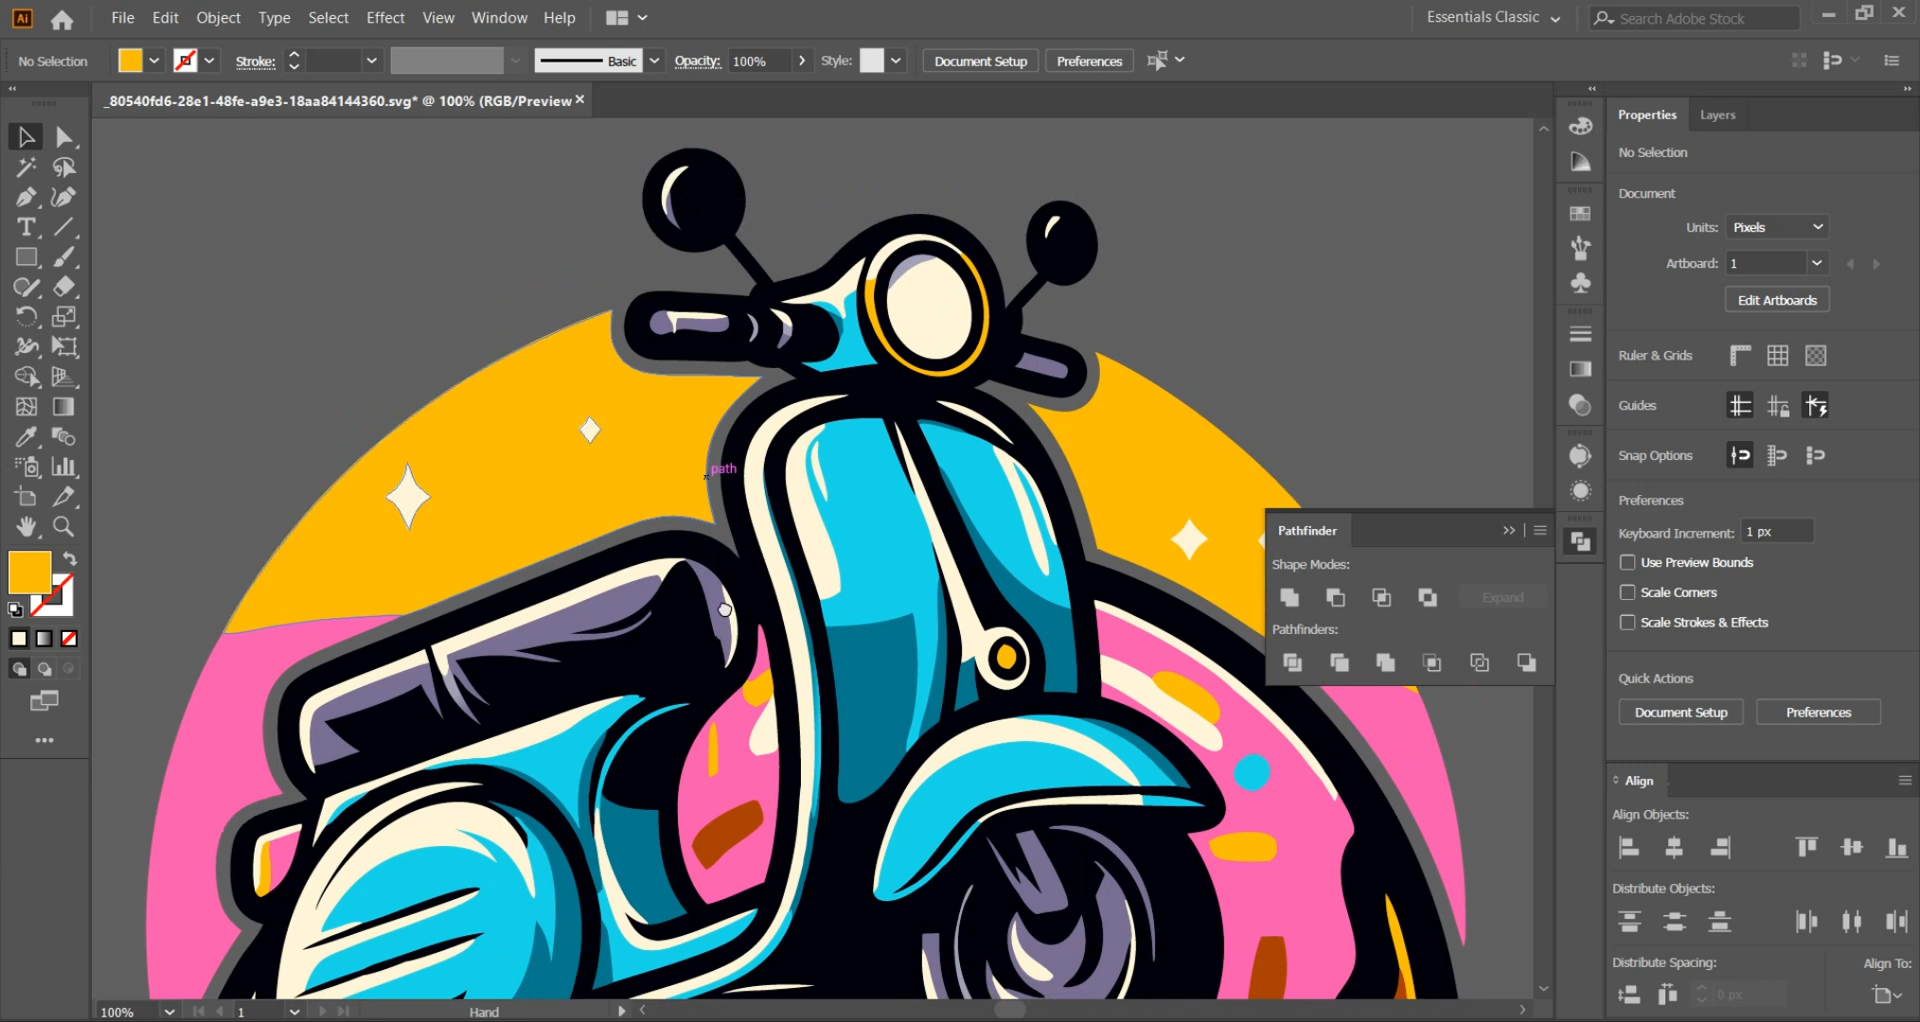 Ai File Edit Object Type Select Effect View Window Help Essentials Classic Search Adobe Stock
No Selection Stroke: Basic Opacity: 100% Style: Document Setup Preferences
_80540fd6-28e1-48fe-a9e3-18aa84144360.svg* @ 100% (RGB/Preview
Properties Layers
No Selection
Document
Units: Pixels
Artboard: 1
Edit Artboards
Ruler & Grids
Guides
Snap Options
Preferences
Keyboard Increment: 1 px
Use Preview Bounds
Scale Corners
Scale Strokes & Effects
Quick Actions
Document Setup Preferences
path
Pathfinder
Shape Modes:
Expand
Pathfinders:
Align
Align Objects:
Distribute Objects:
Distribute Spacing: Align To:
0 px
100% 1 Hand